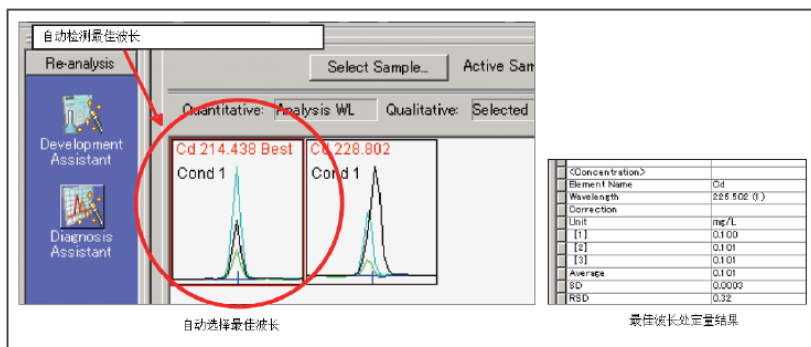 自动检测最佳波长
Re-analysis
Select Sample...
Active Sam
Quantitative: Analysis WL Qualitative: Selected
Development
Assistant
Diagnosis
Assistant
Cd 214.438 Best
Cond 1
Cd 228.802
Cond 1
自动选择最佳波长
<Concentration>
Element Name Cd
Wavelength 226.502 (1)
Correction
Unit mg/L
[1] 0.100
[2] 0.101
[3] 0.101
Average 0.101
SD 0.0003
RSD 0.32
最佳波长处定量结果